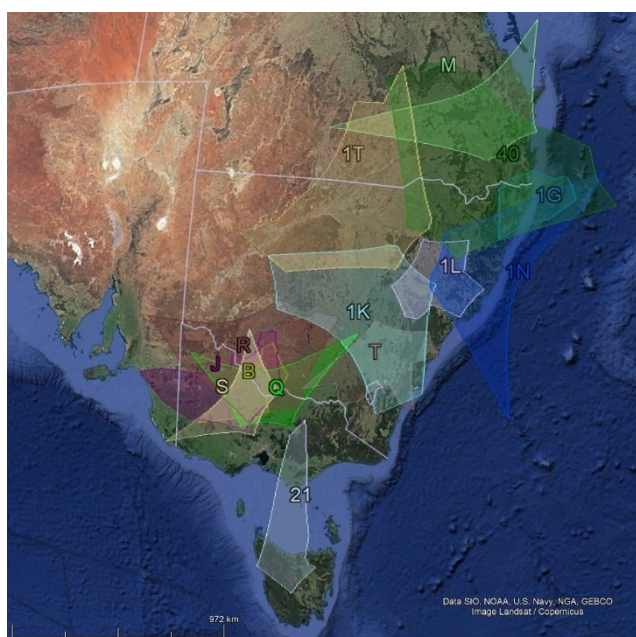 M
1T
40
1G
1L
1N
1K
T
R
J
B
S
Q
21
Data SIO, NOAA, U.S. Navy, NGA, GEBCO
Image Landsat / Copernicus
972 km